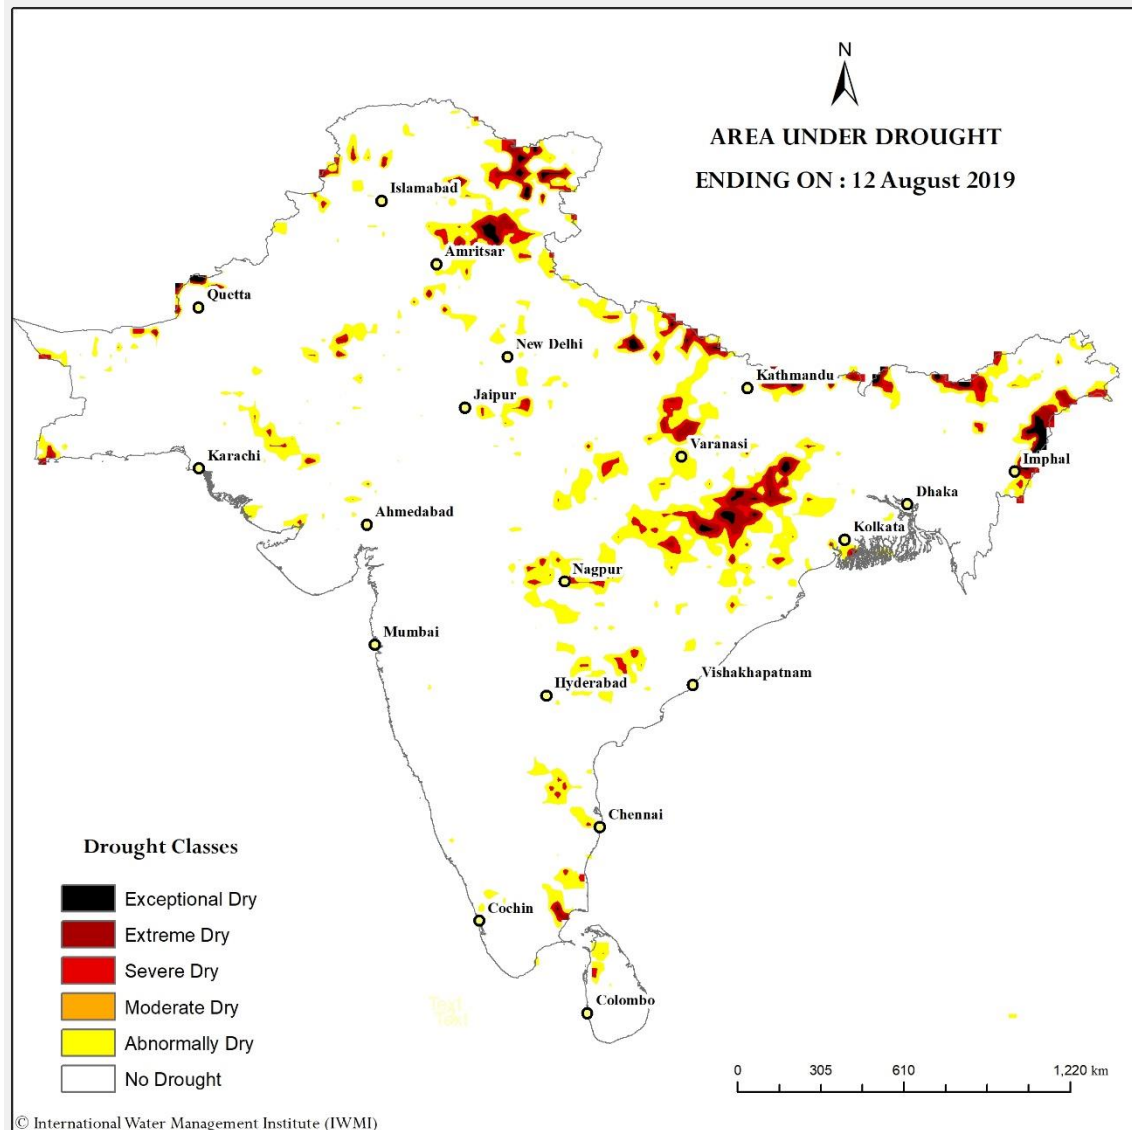 N
AREA UNDER DROUGHT
ENDING ON : 12 August 2019
Islamabad
Amritsar
Quetta
New Delhi
Kathmandu
Jaipur
Varanasi
Karachi
Imphal
Dhaka
Ahmedabad
Kolkata
Nagpur
Mumbai
Vishakhapatnam
Hyderabad
Chennai
Cochin
Colombo
Text
Text
Drought Classes
Exceptional Dry
Extreme Dry
Severe Dry
Moderate Dry
Abnormally Dry
No Drought
0 305 610 1,220 km
© International Water Management Institute (IWMI)